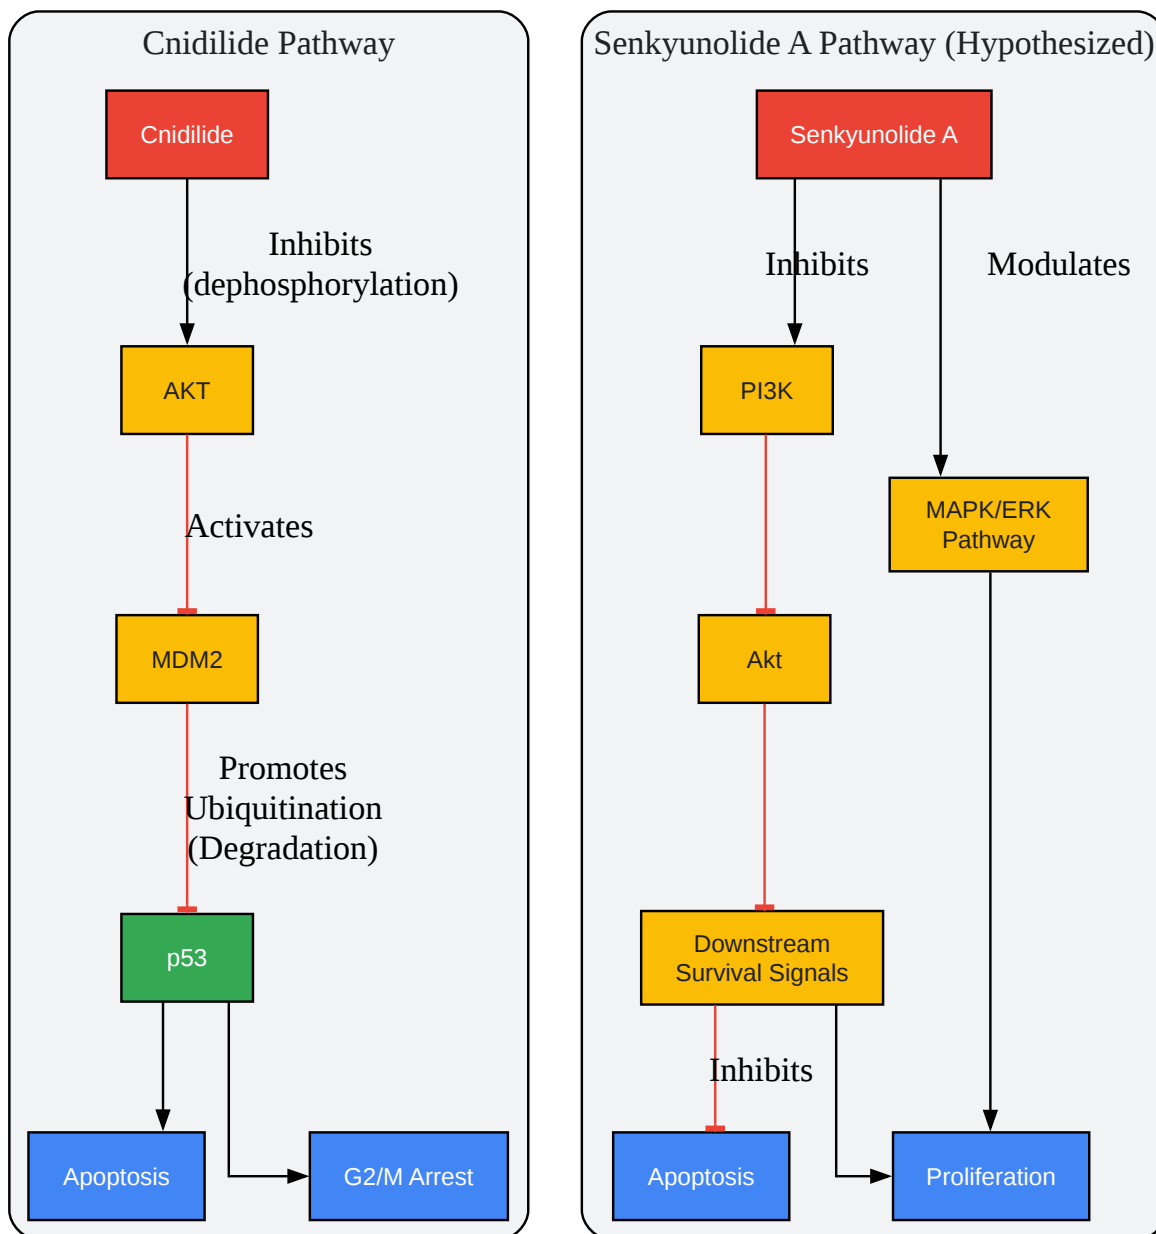 Cnidilide Pathway
Cnidilide
Inhibits
(dephosphorylation)
AKT
Activates
MDM2
Promotes
Ubiquitination
(Degradation)
p53
Apoptosis
G2/M Arrest
Senkyunolide A Pathway (Hypothesized)
Senkyunolide A
Inhibits
Modulates
PI3K
MAPK/ERK
Pathway
Akt
Downstream
Survival Signals
Inhibits
Apoptosis
Proliferation